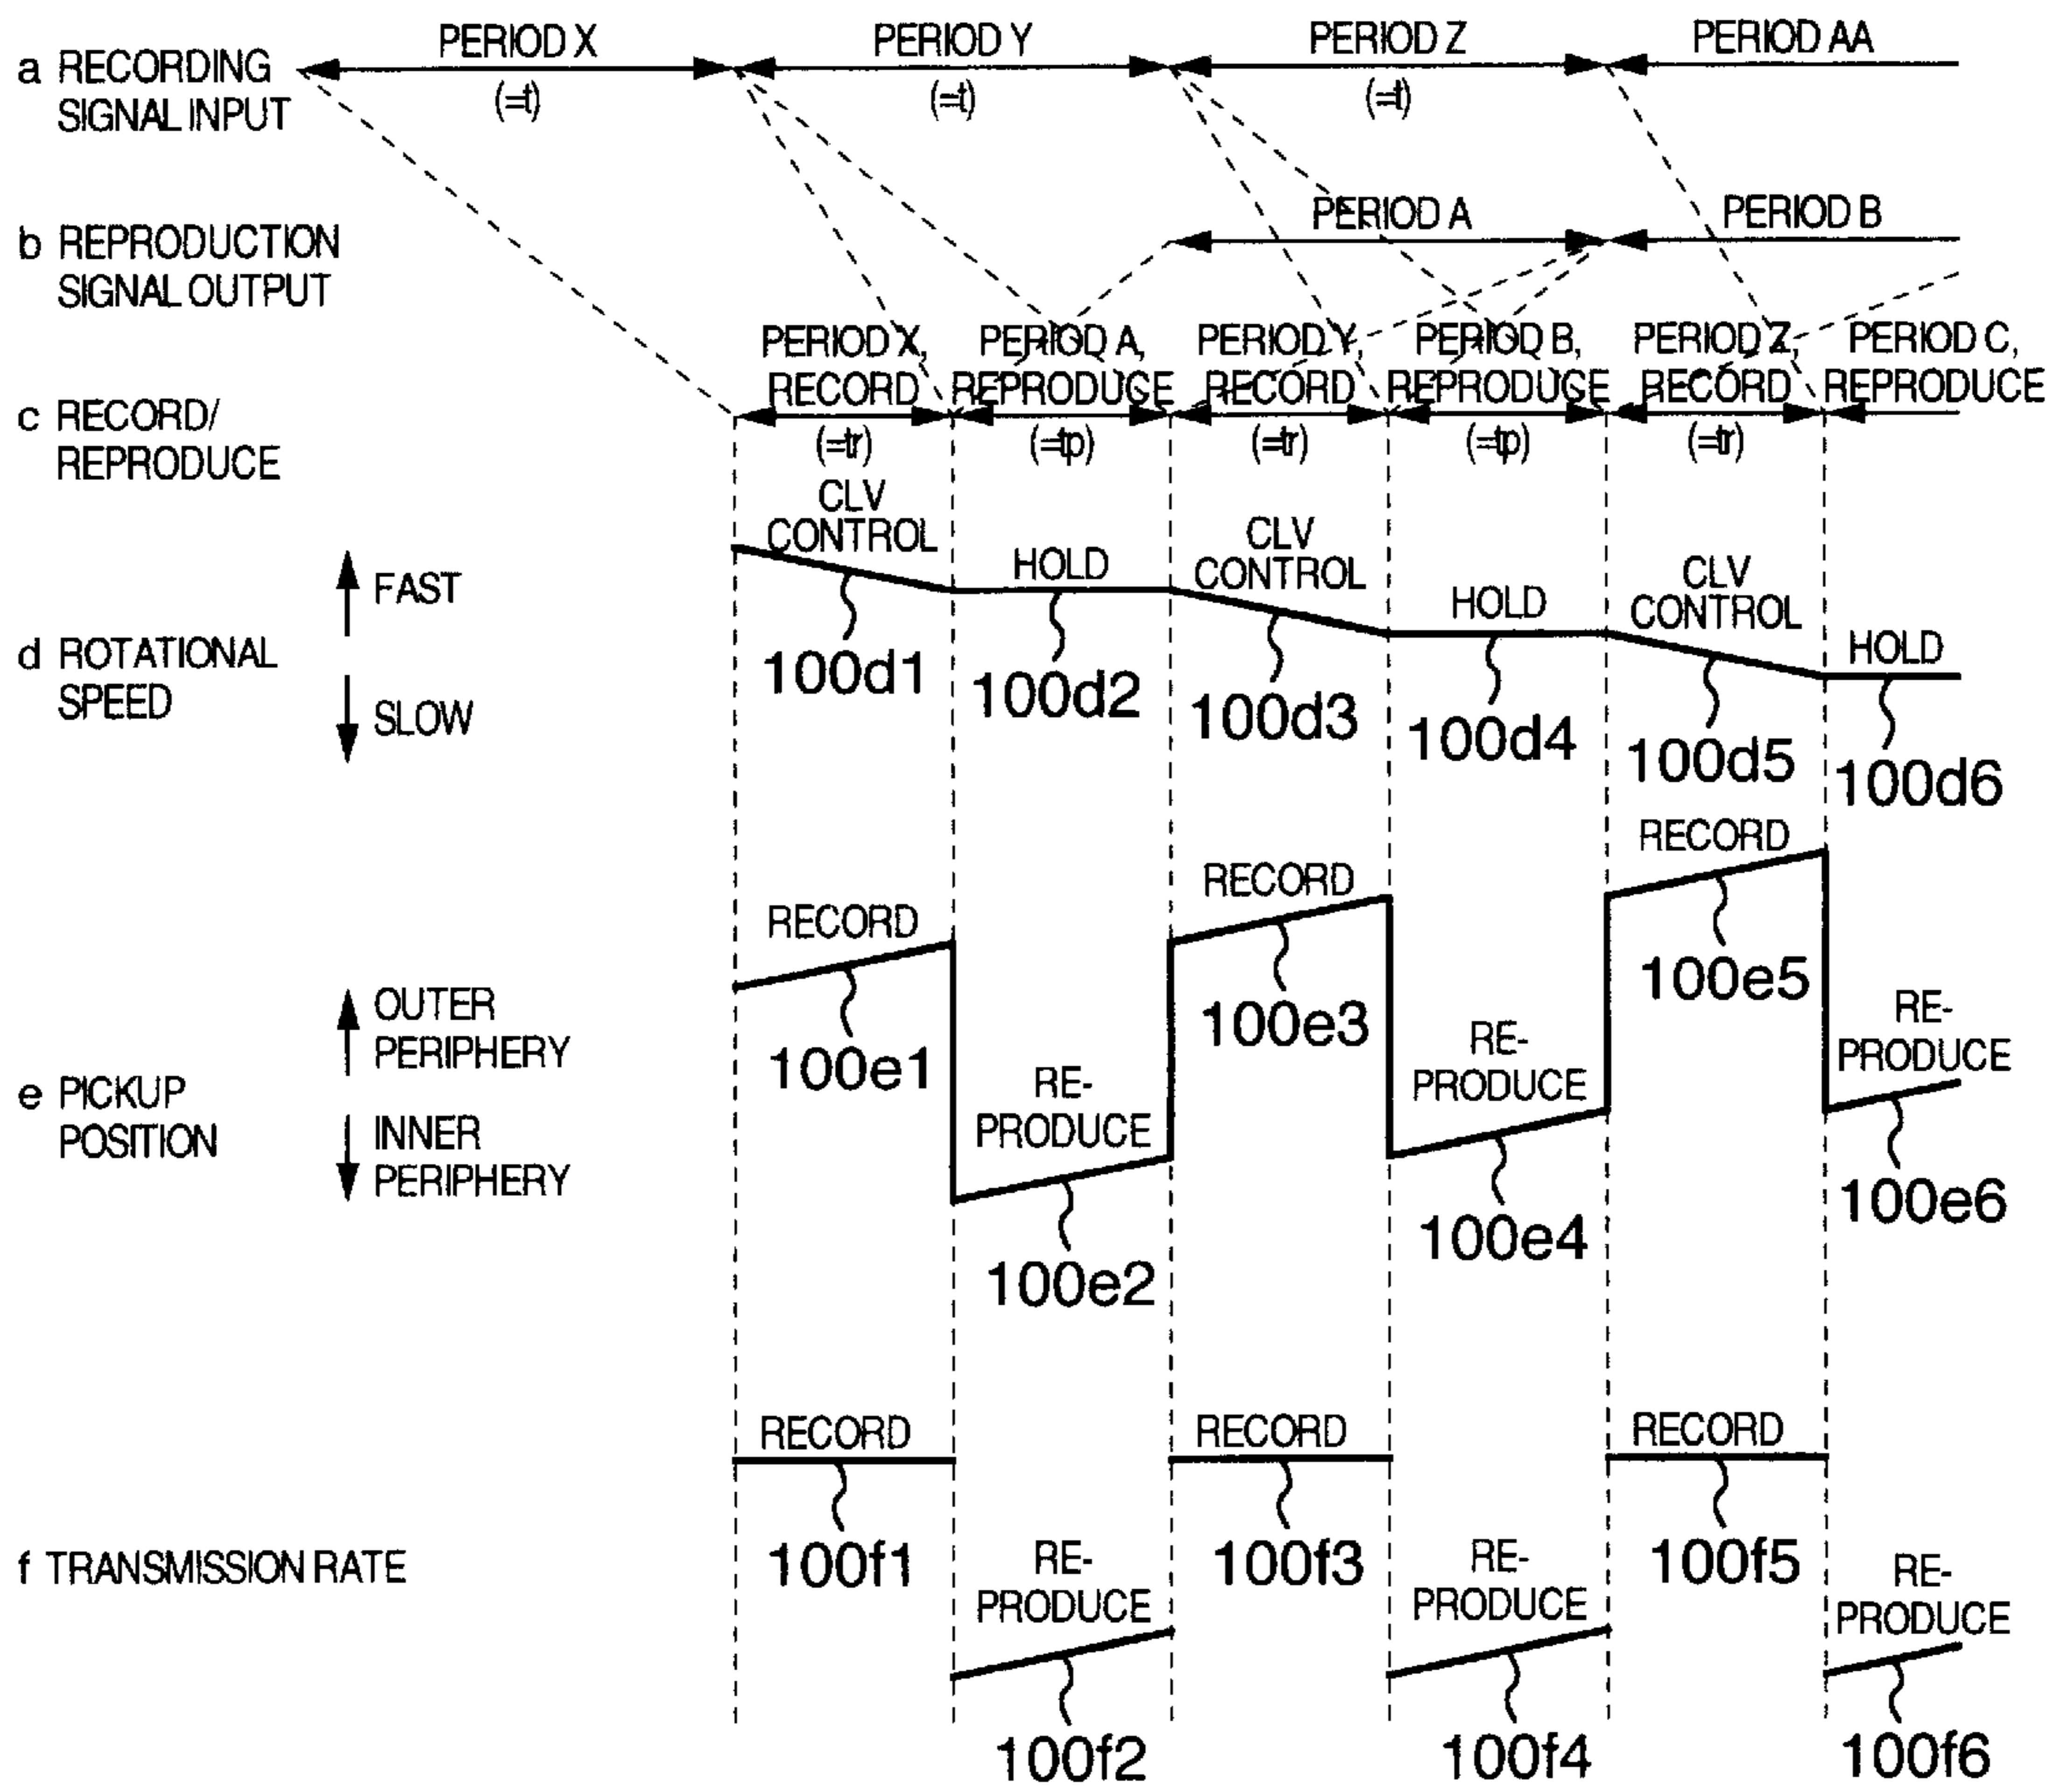 PERIOD X
PERIOD Y
PERIOD Z
PERIOD AA
a RECORDING
SIGNAL INPUT
(=t)
(=t)
(=t)
b REPRODUCTION
SIGNAL OUTPUT
PERIOD A
PERIOD B
c RECORD/
REPRODUCE
PERIOD X,
RECORD
(=tr)
PERIOD A,
REPRODUCE
(=tp)
PERIOD Y,
RECORD
(=tr)
PERIOD B,
REPRODUCE
(=tp)
PERIOD Z,
RECORD
(=tr)
PERIOD C,
REPRODUCE
d ROTATIONAL
SPEED
FAST
SLOW
CLV
CONTROL
100d1
HOLD
100d2
CLV
CONTROL
100d3
HOLD
100d4
CLV
CONTROL
100d5
HOLD
100d6
e PICKUP
POSITION
OUTER
PERIPHERY
INNER
PERIPHERY
RECORD
100e1
RE-
PRODUCE
100e2
RECORD
100e3
RE-
PRODUCE
100e4
RECORD
100e5
RE-
PRODUCE
100e6
f TRANSMISSION RATE
RECORD
100f1
RE-
PRODUCE
100f2
RECORD
100f3
RE-
PRODUCE
100f4
RECORD
100f5
RE-
PRODUCE
100f6